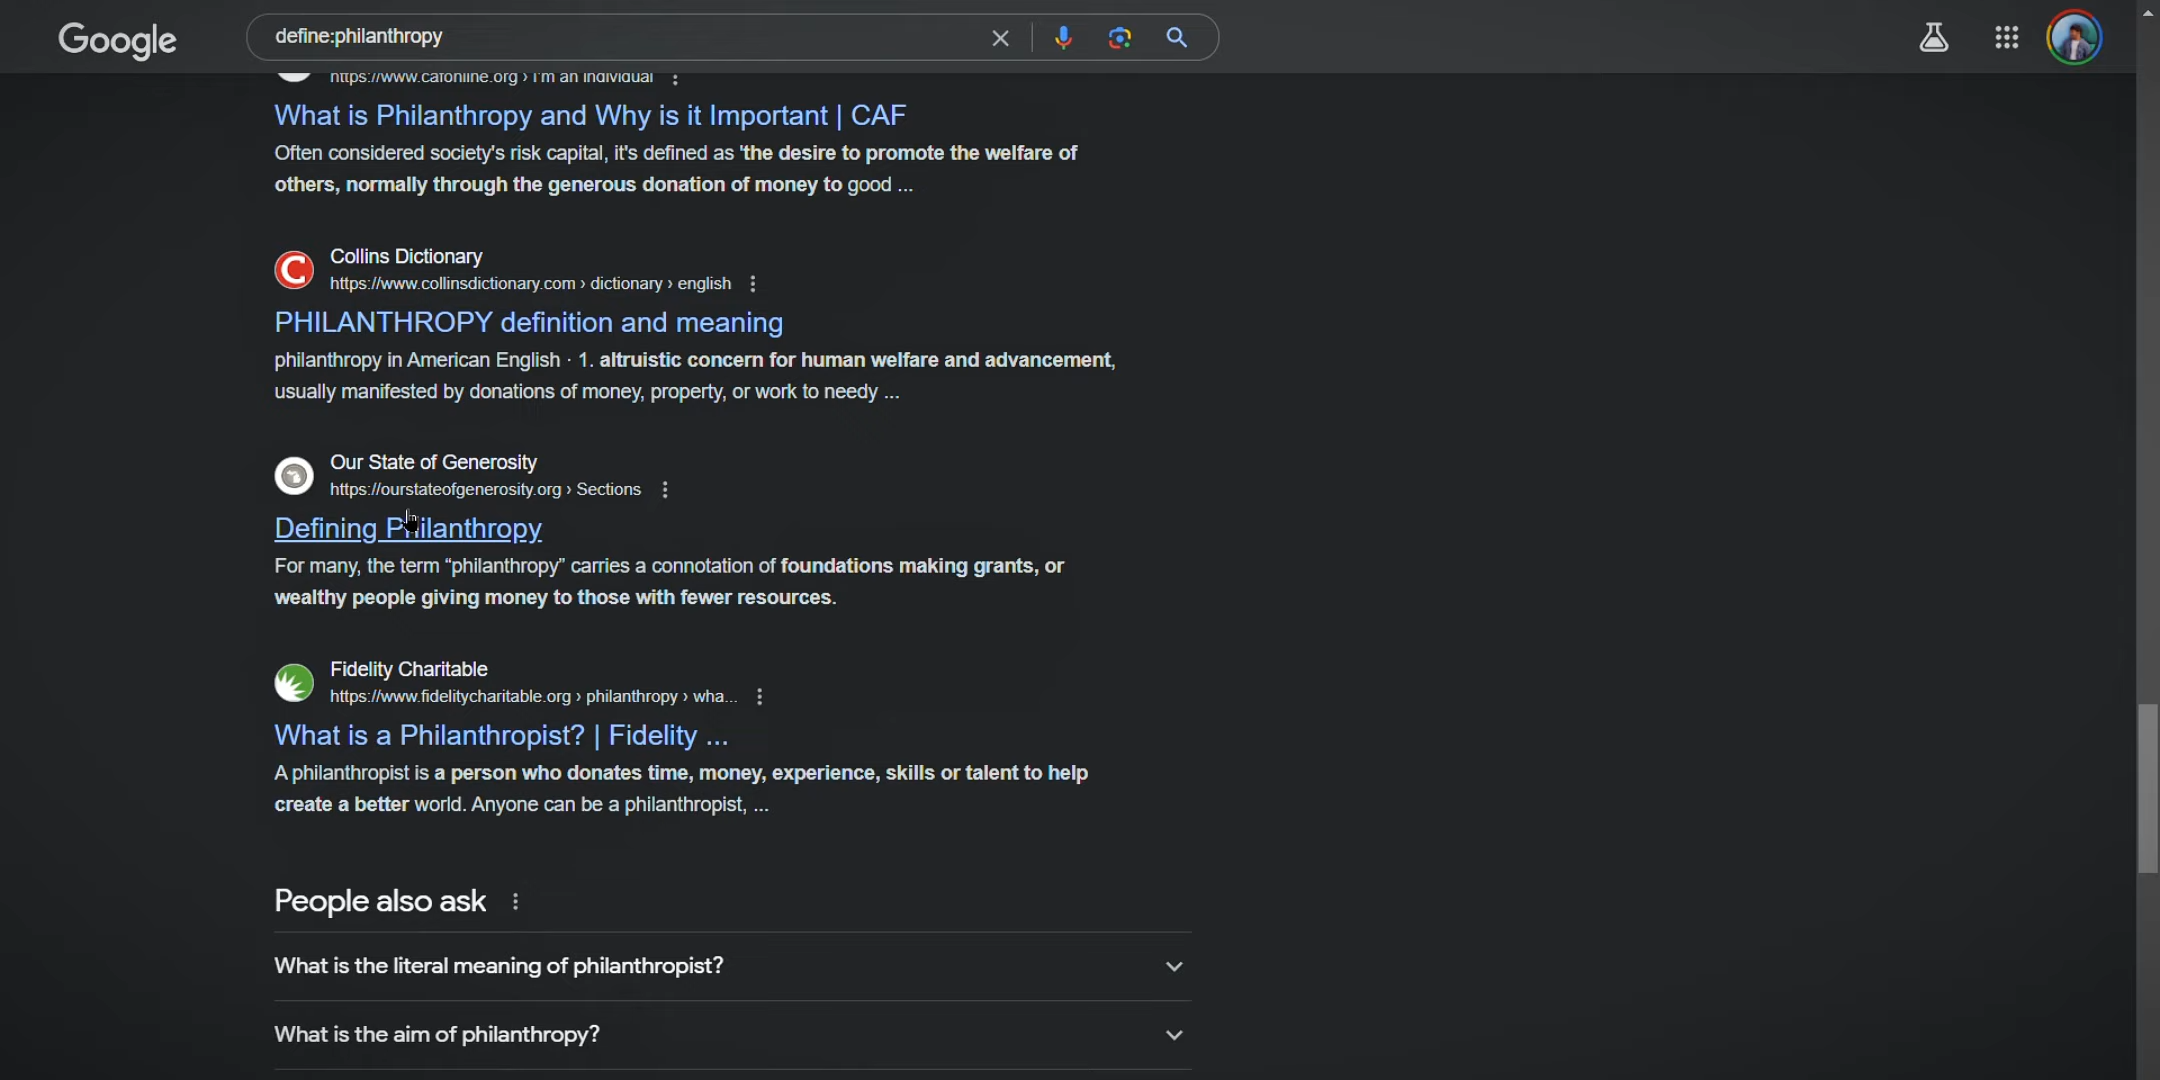 Google
define:philanthropy
https://www.cafonline.org › I'm an individual
What is Philanthropy and Why is it Important | CAF
Often considered society's risk capital, it's defined as 'the desire to promote the welfare of
others, normally through the generous donation of money to good ...
Collins Dictionary
https://www.collinsdictionary.com › dictionary › english
PHILANTHROPY definition and meaning
philanthropy in American English · 1. altruistic concern for human welfare and advancement,
usually manifested by donations of money, property, or work to needy ...
Our State of Generosity
https://ourstateofgenerosity.org › Sections
Defining Philanthropy
For many, the term “philanthropy” carries a connotation of foundations making grants, or
wealthy people giving money to those with fewer resources.
Fidelity Charitable
https://www.fidelitycharitable.org › philanthropy › wha...
What is a Philanthropist? | Fidelity ...
A philanthropist is a person who donates time, money, experience, skills or talent to help
create a better world. Anyone can be a philanthropist, ...
People also ask
What is the literal meaning of philanthropist?
What is the aim of philanthropy?